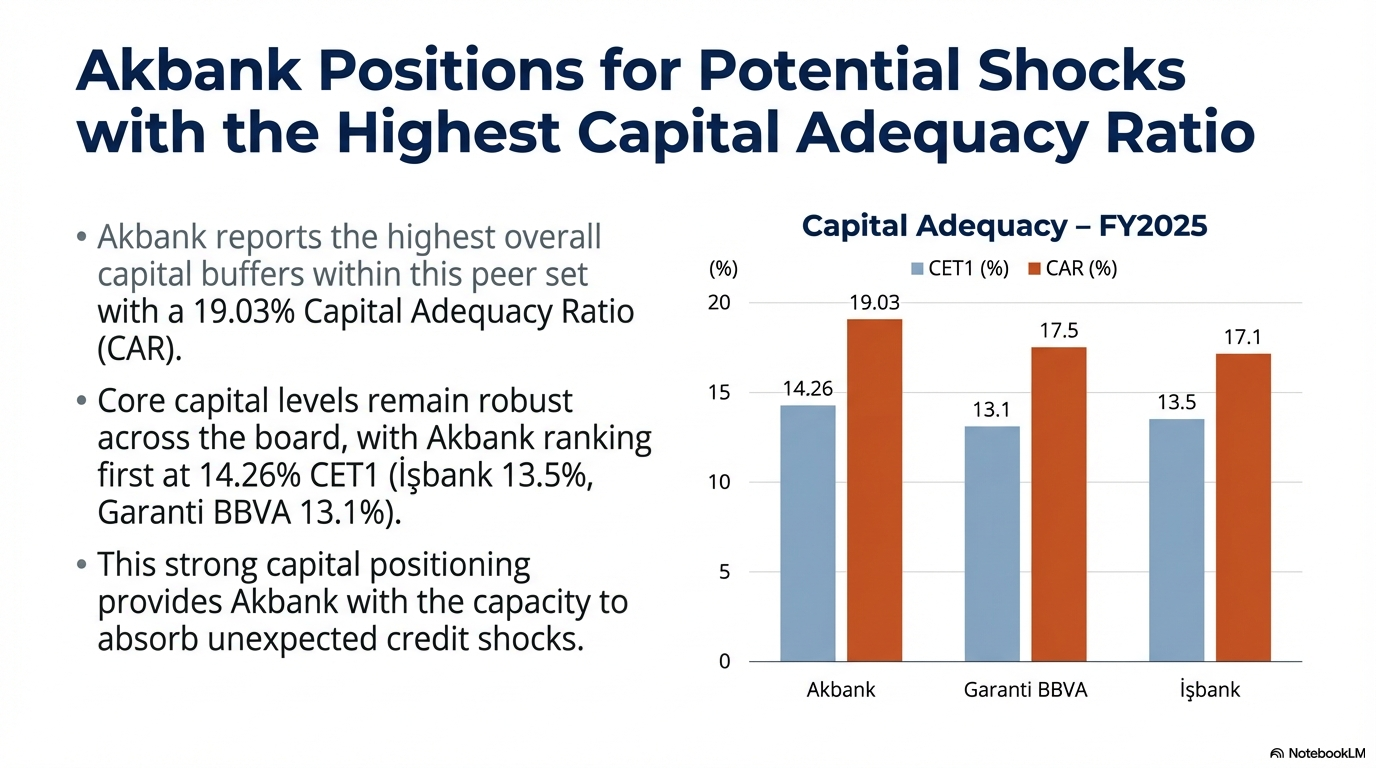 Akbank Positions for Potential Shocks
with the Highest Capital Adequacy Ratio
• Akbank reports the highest overall
capital buffers within this peer set
with a 19.03% Capital Adequacy Ratio
(CAR).
• Core capital levels remain robust
across the board, with Akbank ranking
first at 14.26% CET1 (İşbank 13.5%,
Garanti BBVA 13.1%).
• This strong capital positioning
provides Akbank with the capacity to
absorb unexpected credit shocks.
Capital Adequacy – FY2025
(%)
CET1 (%) CAR (%)
20
15
10
5
0
14.26 19.03
13.1 17.5
13.5 17.1
Akbank Garanti BBVA İşbank
NotebookLM